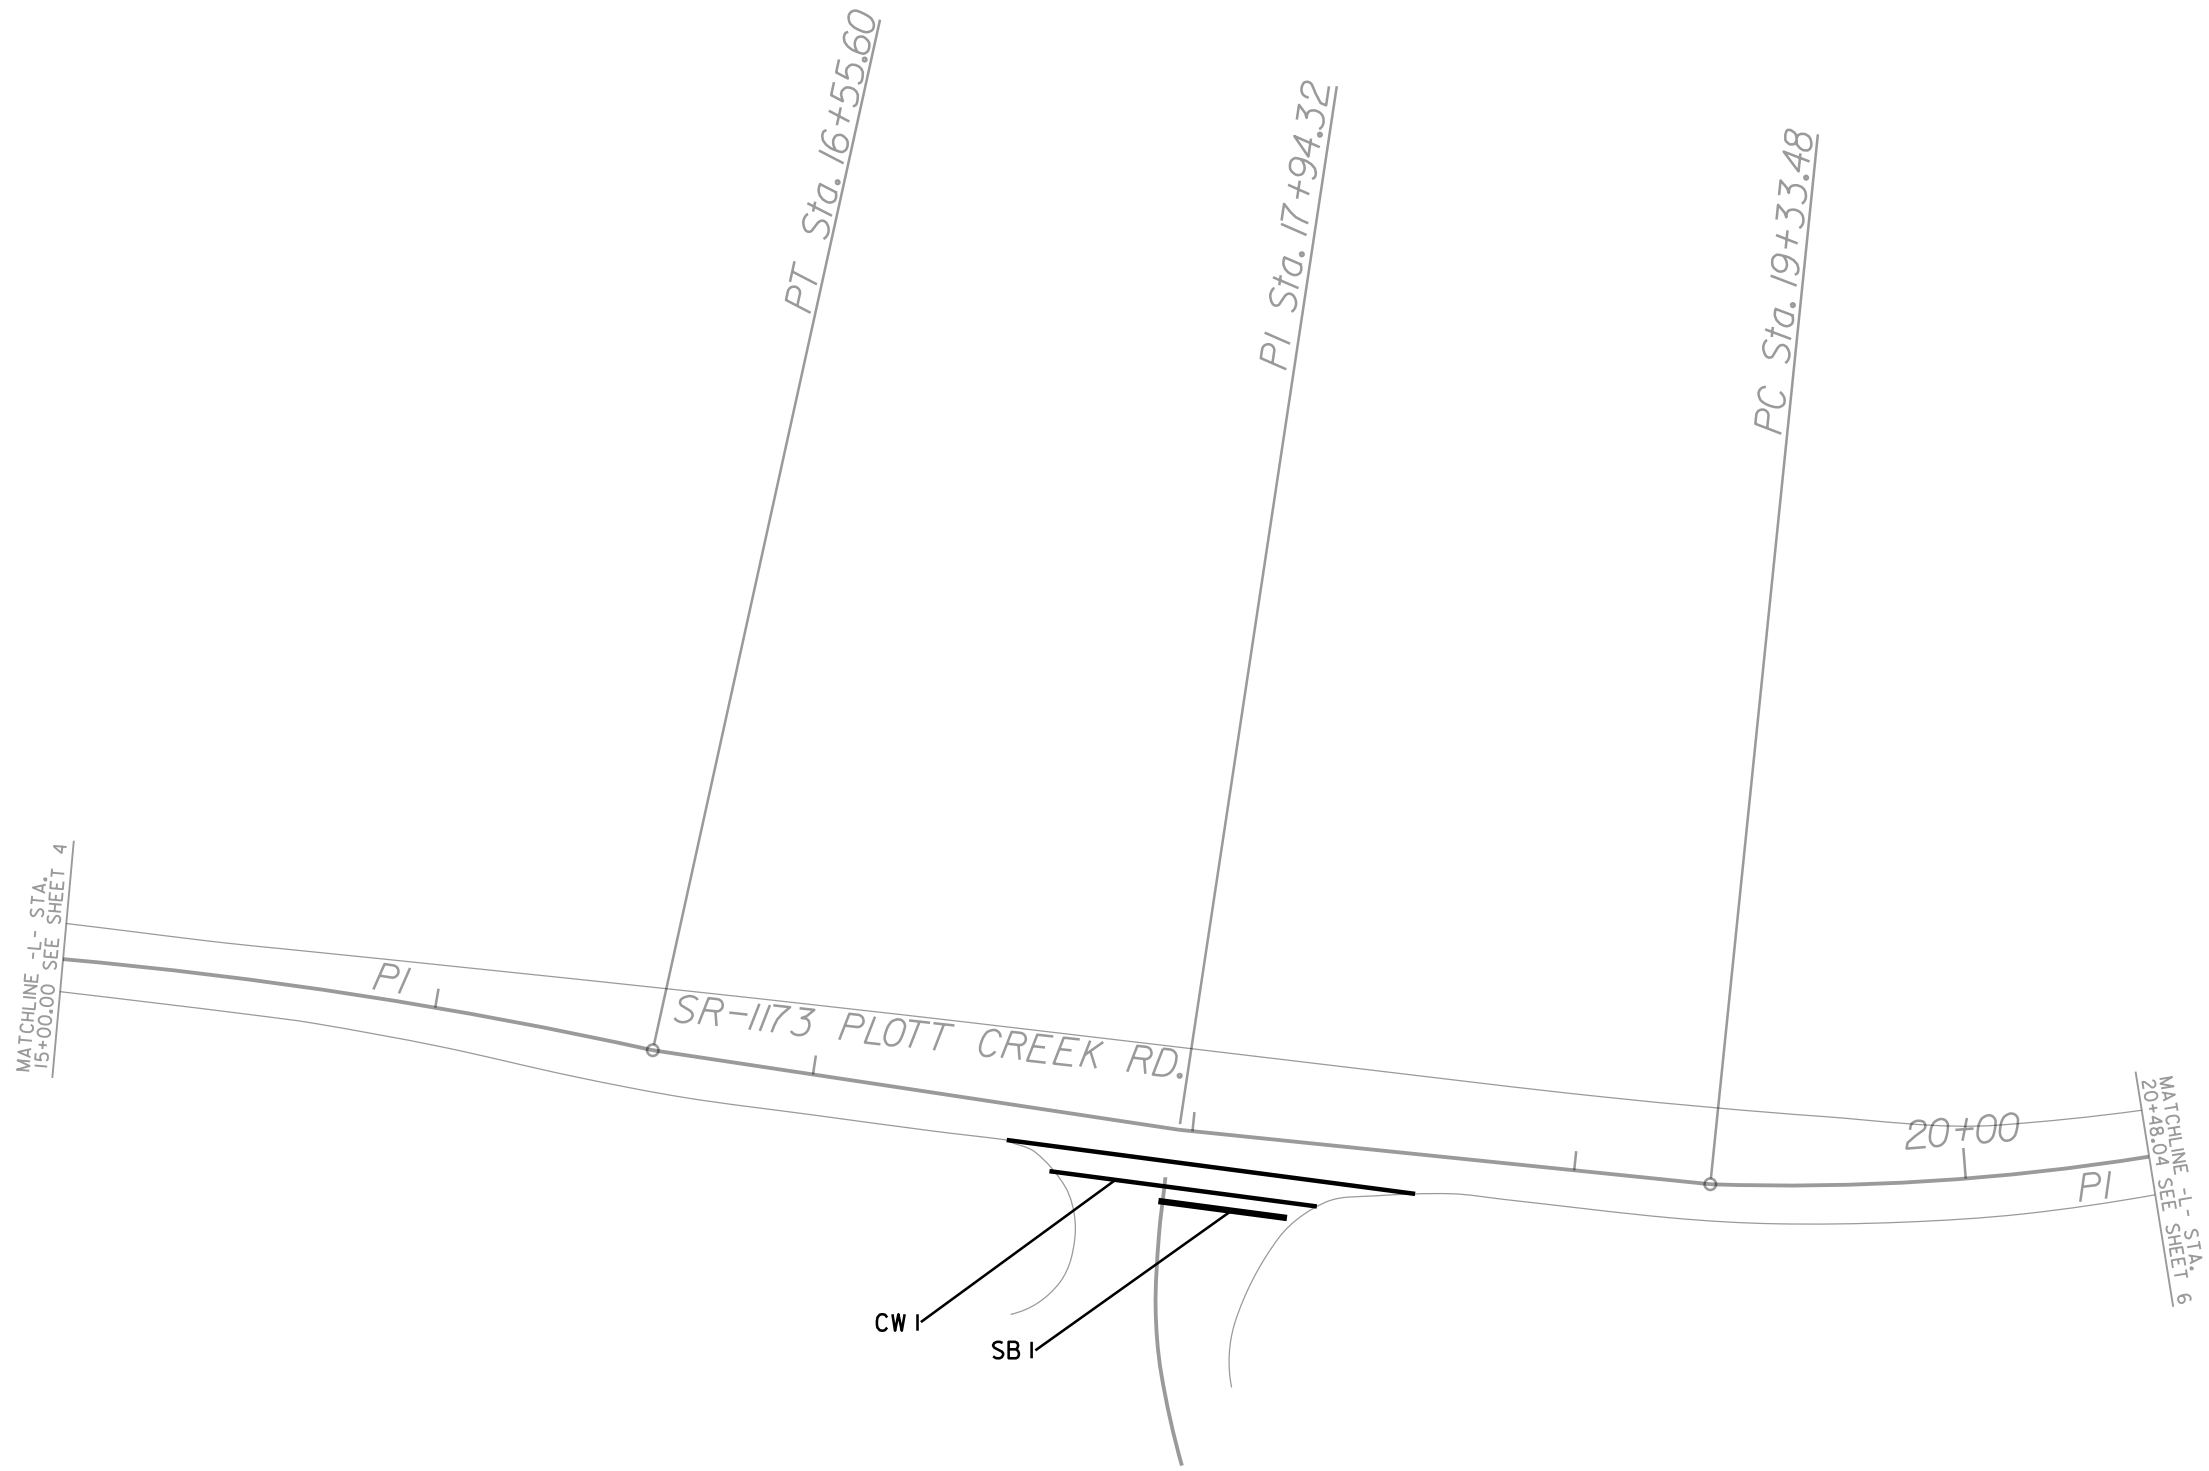 PT Sta. 16+55.60
PI Sta. 17+94.32
PC Sta. 19+33.48
MATCHLINE -L- STA.
15+00.00 SEE SHEET 4
PI
SR-1173 PLOTT CREEK RD.
20+00
PI
MATCHLINE -L- STA.
20+48.04 SEE SHEET 6
CW1
SB1